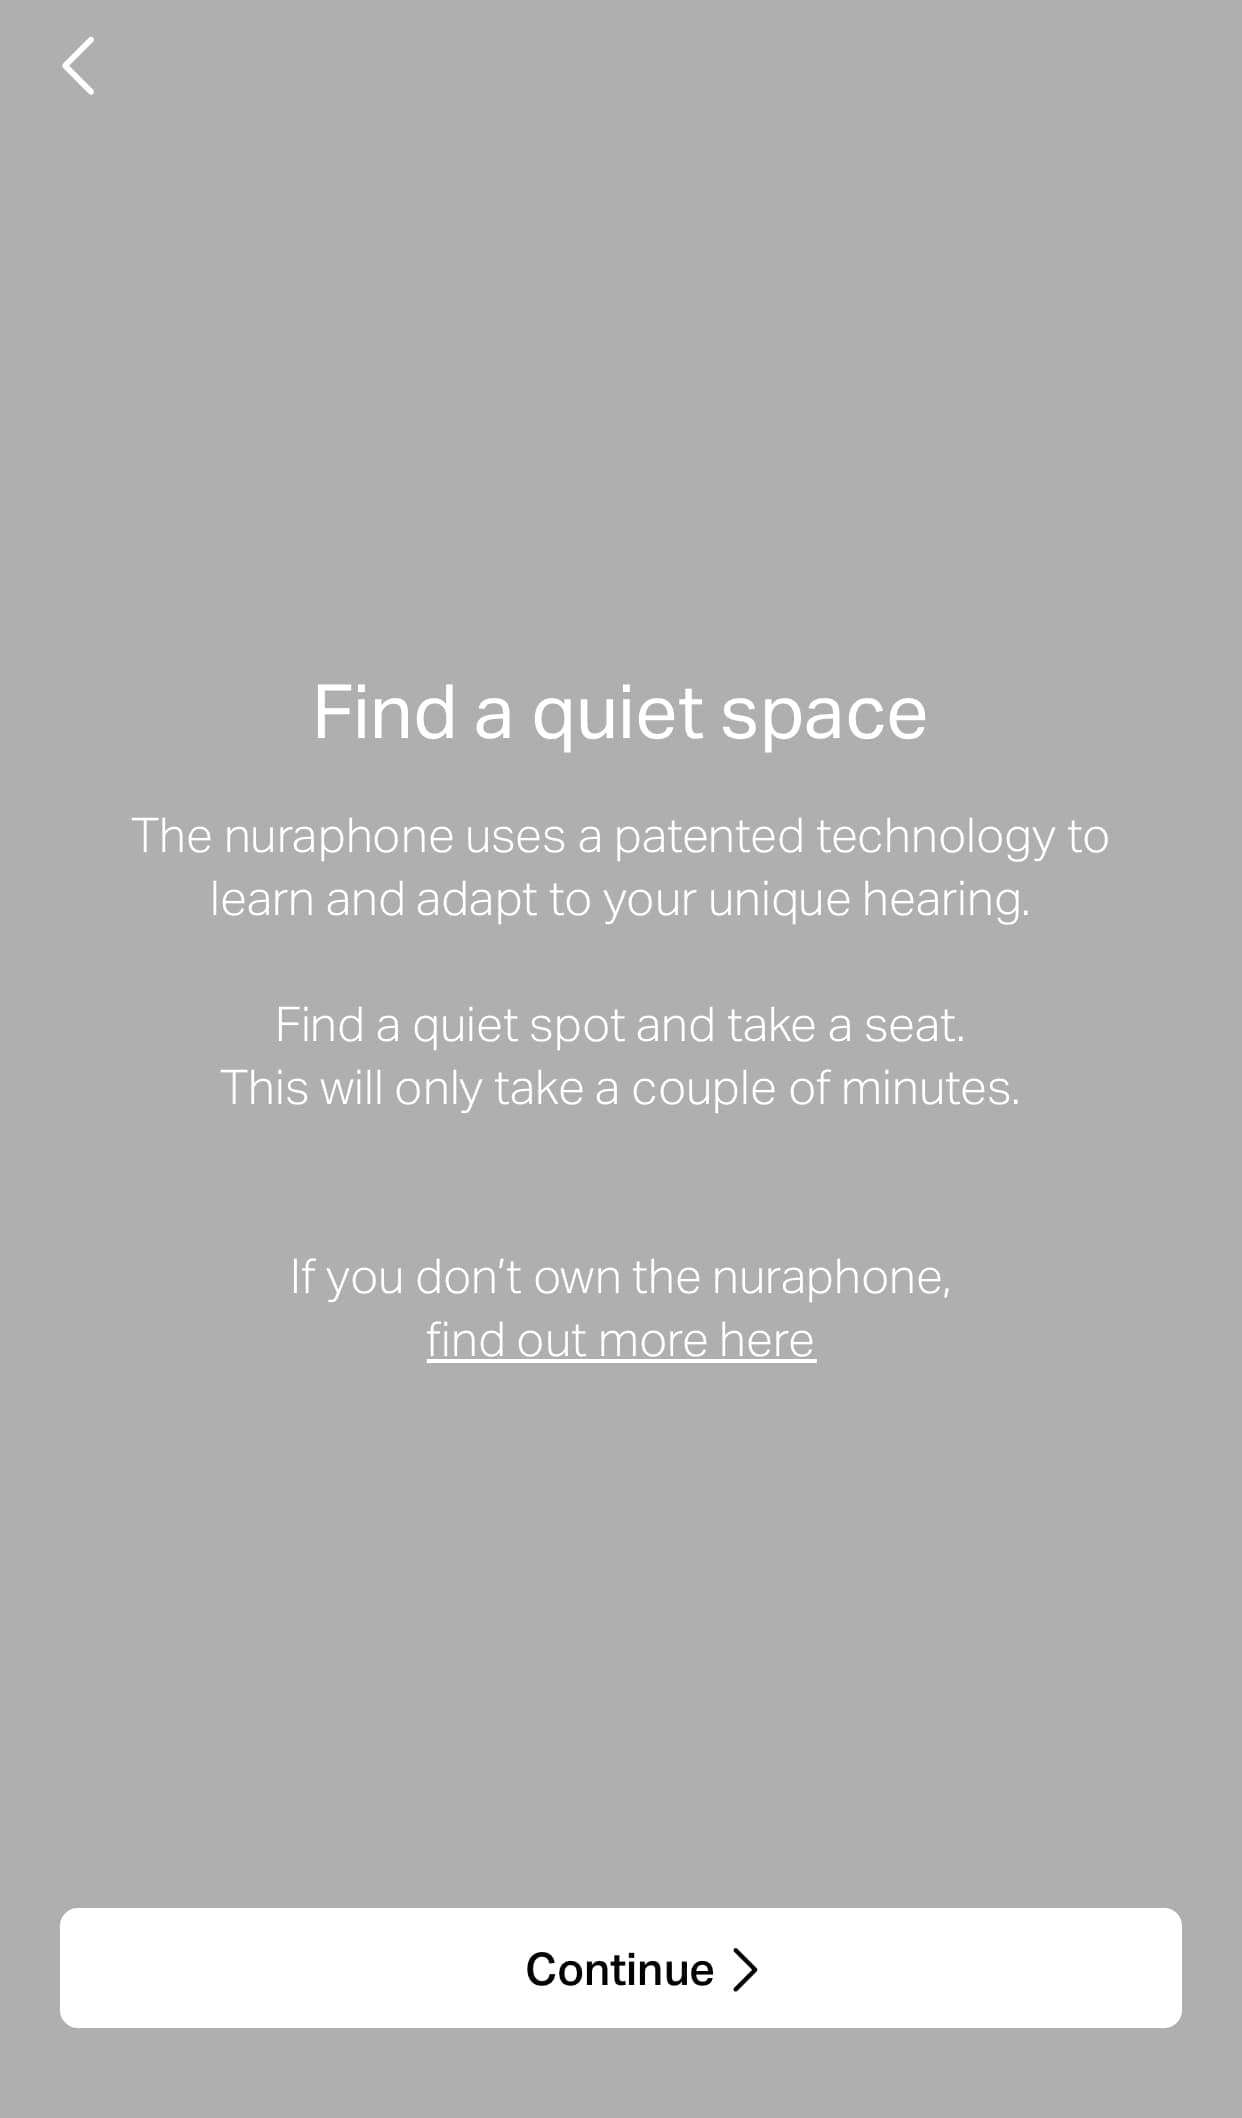 Find a quiet space
The nuraphone uses a patented technology to
learn and adapt to your unique hearing.
Find a quiet spot and take a seat.
This will only take a couple of minutes.
If you don’t own the nuraphone,
find out more here
Continue